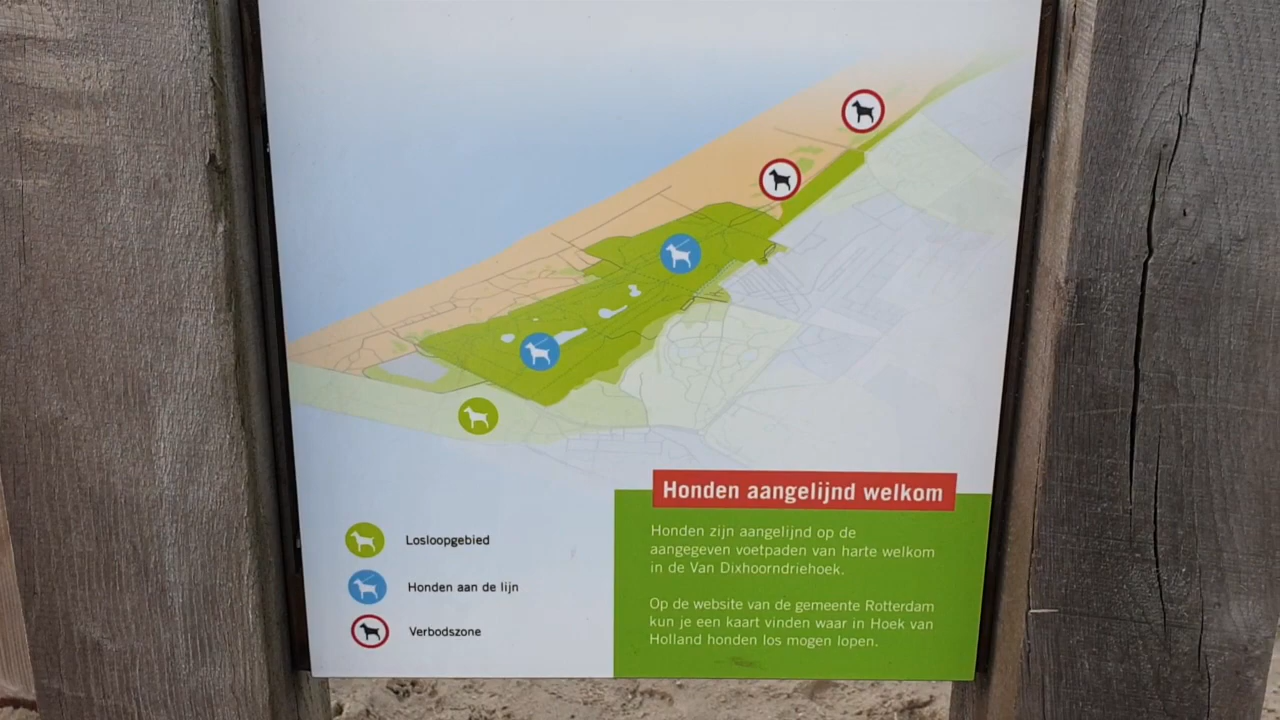 Losloopgebied
Honden aan de lijn
Verbodszone
Honden aangelijnd welkom
Honden zijn aangelijnd op de
aangegeven voetpaden van harte welkom
in de Van Dixhoorndriehoek.
Op de website van de gemeente Rotterdam
kun je een kaart vinden waar in Hoek van
Holland honden los mogen lopen.